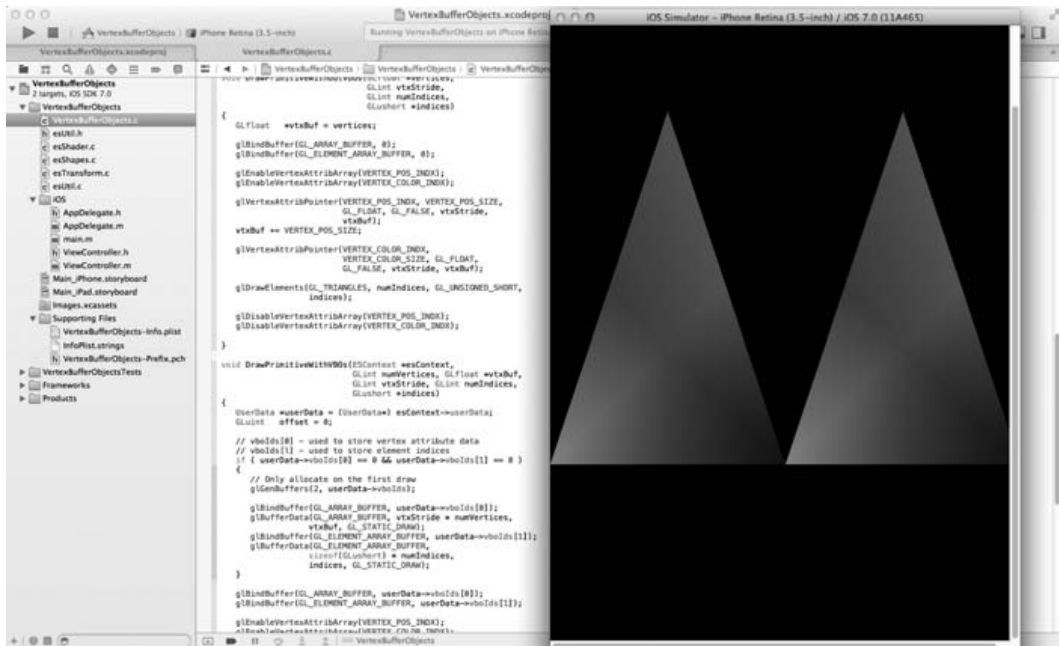 VertexBufferObjects.xcodeproj
iOS Simulator – iPhone Retina (3.5-inch) / iOS 7.0 (11A465)
VertexBufferObjects
iPhone Retina (3.5-inch)
Running VertexBufferObjects on iPhone Retina
VertexBufferObjects.xcodeproj
VertexBufferObjects.c
VertexBufferObjects
VertexBufferObjects
VertexBufferObjects
2 targets, iOS SDK 7.0
VertexBufferObjects
VertexBufferObjects.c
esUtil.h
esShader.c
esShapes.c
esTransform.c
esUtil.c
iOS
AppDelegate.h
AppDelegate.m
main.m
ViewController.h
ViewController.m
Main_iPhone.storyboard
Main_iPad.storyboard
Images.xcassets
Supporting Files
VertexBufferObjects-Info.plist
InfoPlist.strings
VertexBufferObjects-Prefix.pch
VertexBufferObjectsTests
Frameworks
Products
GLint vtxStride,
GLint numIndices,
GLushort *indices)
{
GLfloat *vtxBuf = vertices;
glBindBuffer(GL_ARRAY_BUFFER, 0);
glBindBuffer(GL_ELEMENT_ARRAY_BUFFER, 0);
glEnableVertexAttribArray(VERTEX_POS_INDX);
glEnableVertexAttribArray(VERTEX_COLOR_INDX);
glVertexAttribPointer(VERTEX_POS_INDX, VERTEX_POS_SIZE,
GL_FLOAT, GL_FALSE, vtxStride,
vtxBuf);
vtxBuf += VERTEX_POS_SIZE;
glVertexAttribPointer(VERTEX_COLOR_INDX,
VERTEX_COLOR_SIZE, GL_FLOAT,
GL_FALSE, vtxStride, vtxBuf);
glDrawElements(GL_TRIANGLES, numIndices, GL_UNSIGNED_SHORT,
indices);
glDisableVertexAttribArray(VERTEX_POS_INDX);
glDisableVertexAttribArray(VERTEX_COLOR_INDX);
}
void DrawPrimitiveWithVBOs(ESContext *esContext,
GLint numVertices, GLfloat *vtxBuf,
GLint vtxStride, GLint numIndices,
GLushort *indices)
{
UserData *userData = (UserData*) esContext->userData;
GLuint offset = 0;
// vboIds[0] – used to store vertex attribute data
// vboIds[1] – used to store element indices
if ( userData->vboIds[0] == 0 && userData->vboIds[1] == 0 )
{
// Only allocate on the first draw
glGenBuffers(2, userData->vboIds);
glBindBuffer(GL_ARRAY_BUFFER, userData->vboIds[0]);
glBufferData(GL_ARRAY_BUFFER, vtxStride * numVertices,
vtxBuf, GL_STATIC_DRAW);
glBindBuffer(GL_ELEMENT_ARRAY_BUFFER, userData->vboIds[1]);
glBufferData(GL_ELEMENT_ARRAY_BUFFER,
sizeof(GLushort) * numIndices,
indices, GL_STATIC_DRAW);
}
glBindBuffer(GL_ARRAY_BUFFER, userData->vboIds[0]);
glBindBuffer(GL_ELEMENT_ARRAY_BUFFER, userData->vboIds[1]);
glEnableVertexAttribArray(VERTEX_POS_INDX);
glEnableVertexAttribArray(VERTEX_COLOR_INDX);
VertexBufferObjects